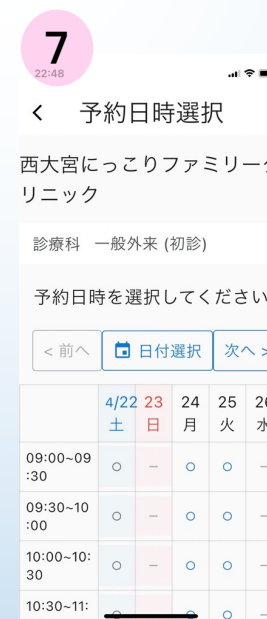 7
22:48
< 予約日時選択
西大宮にっこりファミリーク
リニック
診療科 一般外来 (初診)
予約日時を選択してください
< 前へ 日付選択 次へ >
4/22 23 24 25 26
土 日 月 火 水
09:00~09
:30 ○ − ○ ○ −
09:30~10
:00 ○ − ○ ○ −
10:00~10:
30 ○ − ○ ○ −
10:30~11: